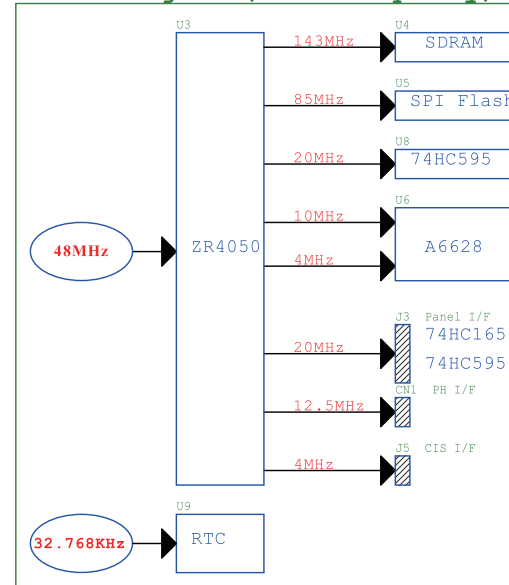 U3
U4
143MHz
SDRAM
U5
85MHz
SPI Flash
U8
20MHz
74HC595
U6
10MHz
48MHz
ZR4050
A6628
4MHz
J3 Panel I/F
74HC165
20MHz
74HC595
CN1 PH I/F
12.5MHz
J5 CIS I/F
4MHz
U9
32.768KHz
RTC